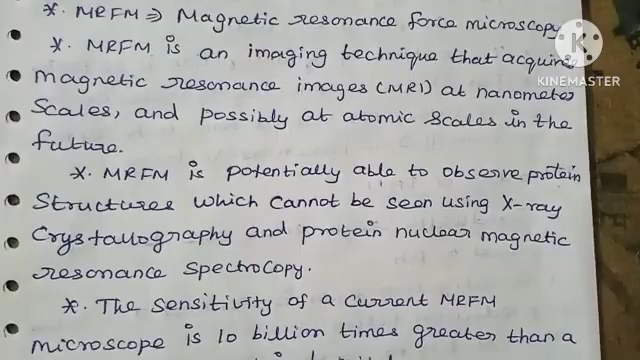 *. MRFM ⇒ Magnetic resonance force microscopy
*. MRFM is an imaging technique that acquire
magnetic resonance images (MRI) at nanometer
scales, and possibly at atomic scales in the
future.
*. MRFM is potentially able to observe protein
structures which cannot be seen using X-ray
Crystallography and protein nuclear magnetic
resonance spectrocopy.
*. The sensitivity of a current MRFM
microscope is 10 billion times greater than a
KINEMASTER